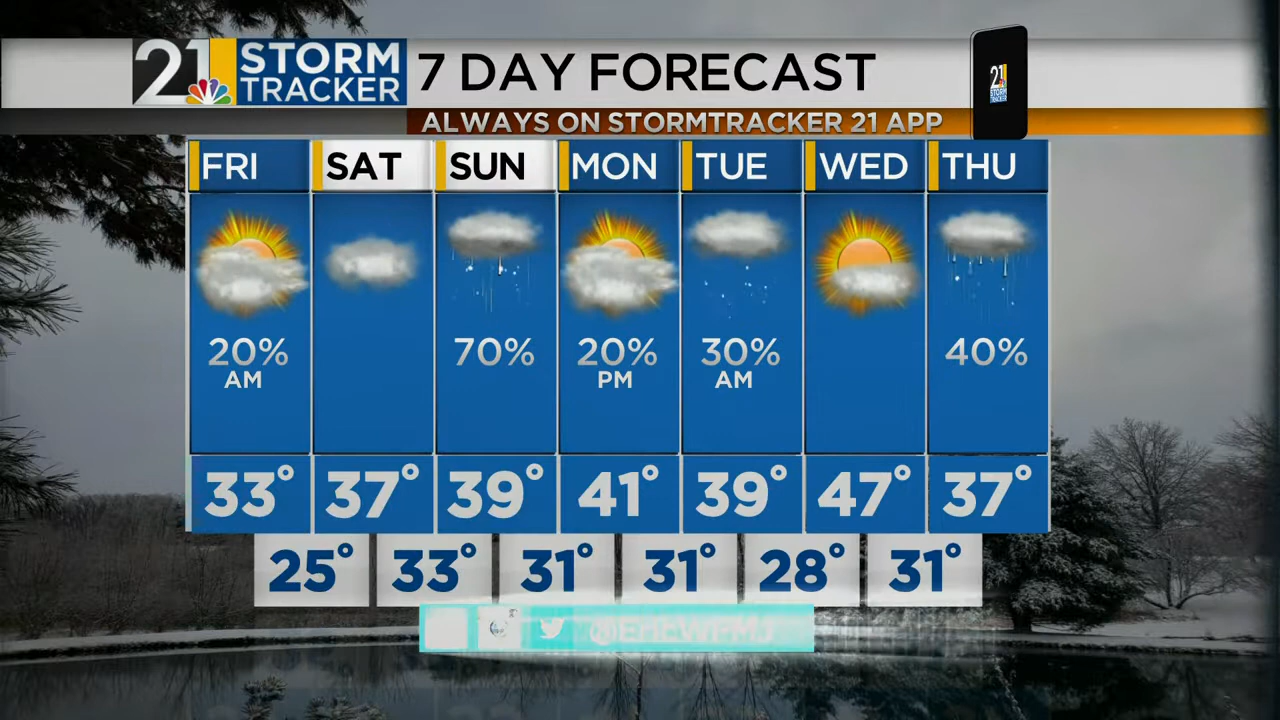 21 STORM TRACKER
7 DAY FORECAST
21 STORM TRACKER
ALWAYS ON STORMTRACKER 21 APP
FRI SAT SUN MON TUE WED THU
20% 70% 20% 30% 40%
AM PM AM
33° 37° 39° 41° 39° 47° 37°
25° 33° 31° 31° 28° 31°